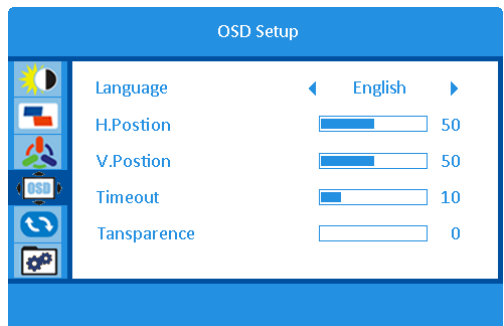 OSD Setup
Language English
H.Postion 50
V.Postion 50
OSD
Timeout 10
Tansparence 0